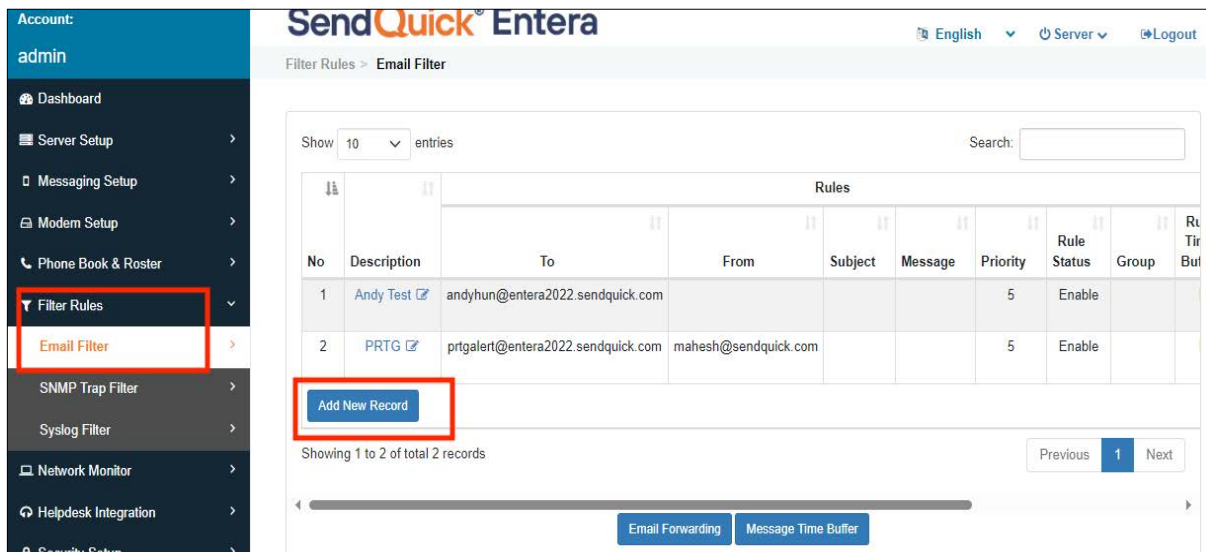 Account:
admin
SendQuick® Entera
English
Server
Logout
Filter Rules > Email Filter
Dashboard
Server Setup
Messaging Setup
Modem Setup
Phone Book & Roster
Filter Rules
Email Filter
SNMP Trap Filter
Syslog Filter
Network Monitor
Helpdesk Integration
Show 10 entries
Search:
Rules
No Description To From Subject Message Priority Rule Status Group
1 Andy Test andyhun@entera2022.sendquick.com 5 Enable
2 PRTG prtgalert@entera2022.sendquick.com mahesh@sendquick.com 5 Enable
Add New Record
Showing 1 to 2 of total 2 records
Previous 1 Next
Email Forwarding Message Time Buffer